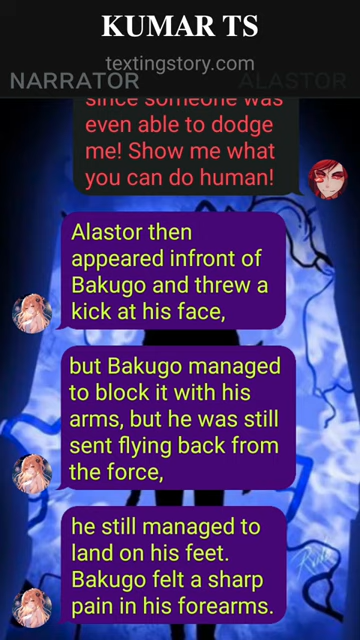 KUMAR TS
textingstory.com
NARRATOR
ALASTOR
since someone was
even able to dodge
me! Show me what
you can do human!
Alastor then
appeared infront of
Bakugo and threw a
kick at his face,
but Bakugo managed
to block it with his
arms, but he was still
sent flying back from
the force,
he still managed to
land on his feet.
Bakugo felt a sharp
pain in his forearms.